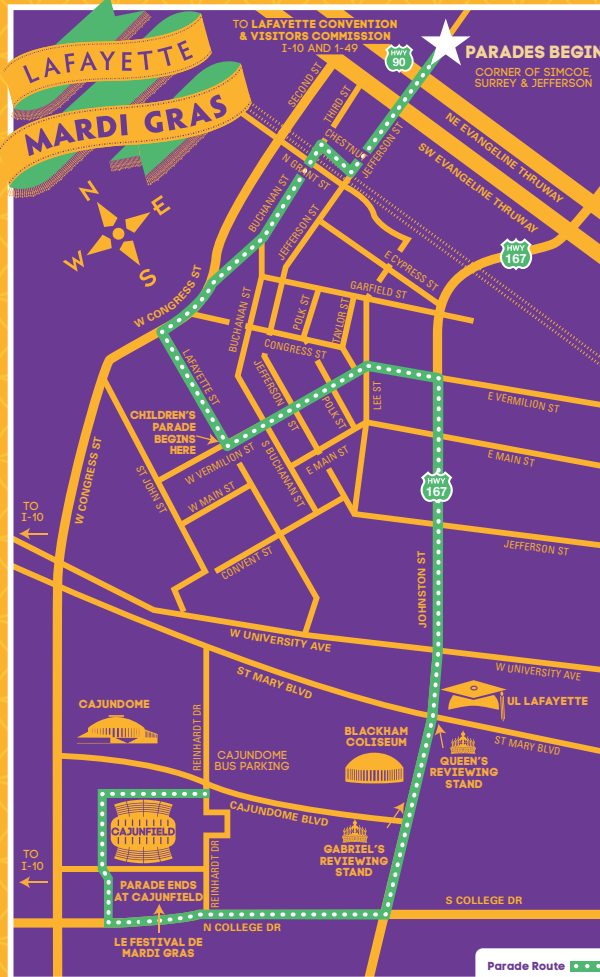 LAFAYETTE
MARDI GRAS
TO LAFAYETTE CONVENTION
& VISITORS COMMISSION
I-10 AND 1-49
HWY
90
PARADES BEGIN
CORNER OF SIMCOE,
SURREY & JEFFERSON
NE EVANGELINE THRUWAY
SW EVANGELINE THRUWAY
SECOND ST
THIRD ST
CHESTNUT
JEFFERSON ST
N GRANT ST
BUCHANAN ST
JEFFERSON ST
E CYPRESS ST
HWY
167
N
E
W
S
W CONGRESS ST
GARFIELD ST
BUCHANAN ST
POLK ST
TAYLOR ST
CONGRESS ST
LAFAYETTE ST
JEFFERSON ST
POLK ST
LEE ST
E VERMILION ST
CHILDREN'S
PARADE
BEGINS
HERE
W VERMILION ST
S BUCHANAN ST
E MAIN ST
E MAIN ST
W CONGRESS ST
ST JOHN ST
W MAIN ST
HWY
167
TO
I-10
CONVENT ST
JEFFERSON ST
JOHNSTON ST
W UNIVERSITY AVE
W UNIVERSITY AVE
ST MARY BLVD
UL LAFAYETTE
CAJUNDOME
REINHARDT DR
CAJUNDOME
BUS PARKING
BLACKHAM
COLISEUM
ST MARY BLVD
QUEEN'S
REVIEWING
STAND
CAJUNDOME BLVD
CAJUNFIELD
GABRIEL'S
REVIEWING
STAND
TO
I-10
REINHARDT DR
PARADE ENDS
AT CAJUNFIELD
S COLLEGE DR
N COLLEGE DR
LE FESTIVAL DE
MARDI GRAS
Parade Route